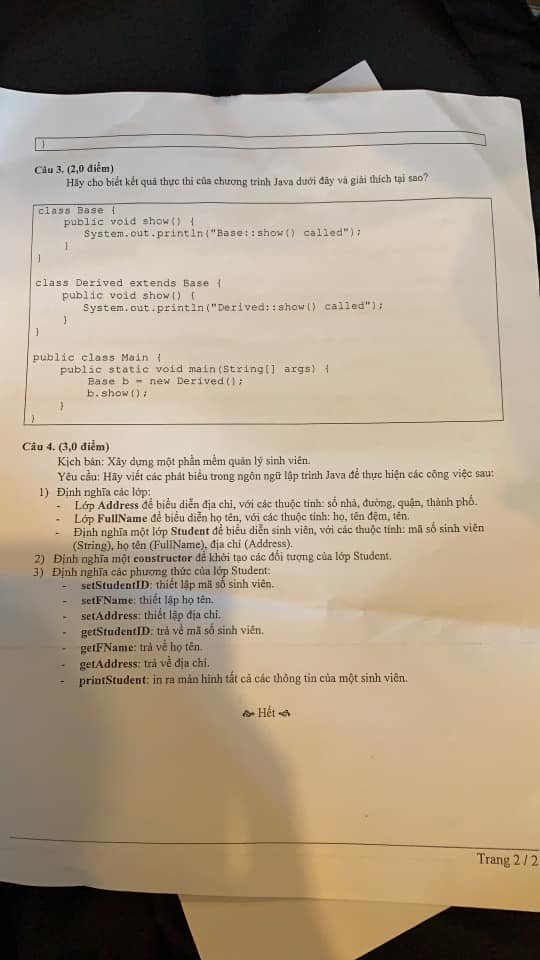 }
Câu 3. (2,0 điểm)
Hãy cho biết kết quả thực thi của chương trình Java dưới đây và giải thích tại sao?
class Base {
public void show() {
System.out.println("Base::show() called");
}
}
class Derived extends Base {
public void show() {
System.out.println("Derived::show() called");
}
}
public class Main {
public static void main(String[] args) {
Base b = new Derived();
b.show();
}
}
Câu 4. (3,0 điểm)
Kịch bản: Xây dựng một phần mềm quản lý sinh viên.
Yêu cầu: Hãy viết các phát biểu trong ngôn ngữ lập trình Java để thực hiện các công việc sau:
1) Định nghĩa các lớp:
- Lớp Address để biểu diễn địa chỉ, với các thuộc tính: số nhà, đường, quận, thành phố.
- Lớp FullName để biểu diễn họ tên, với các thuộc tính: họ, tên đệm, tên.
- Định nghĩa một lớp Student để biểu diễn sinh viên, với các thuộc tính: mã số sinh viên
(String), họ tên (FullName), địa chỉ (Address).
2) Định nghĩa một constructor để khởi tạo các đối tượng của lớp Student.
3) Định nghĩa các phương thức của lớp Student:
- setStudentID: thiết lập mã số sinh viên.
- setFName: thiết lập họ tên.
- setAddress: thiết lập địa chỉ.
- getStudentID: trả về mã số sinh viên.
- getFName: trả về họ tên.
- getAddress: trả về địa chỉ.
- printStudent: in ra màn hình tất cả các thông tin của một sinh viên.
Hết
Trang 2 / 2